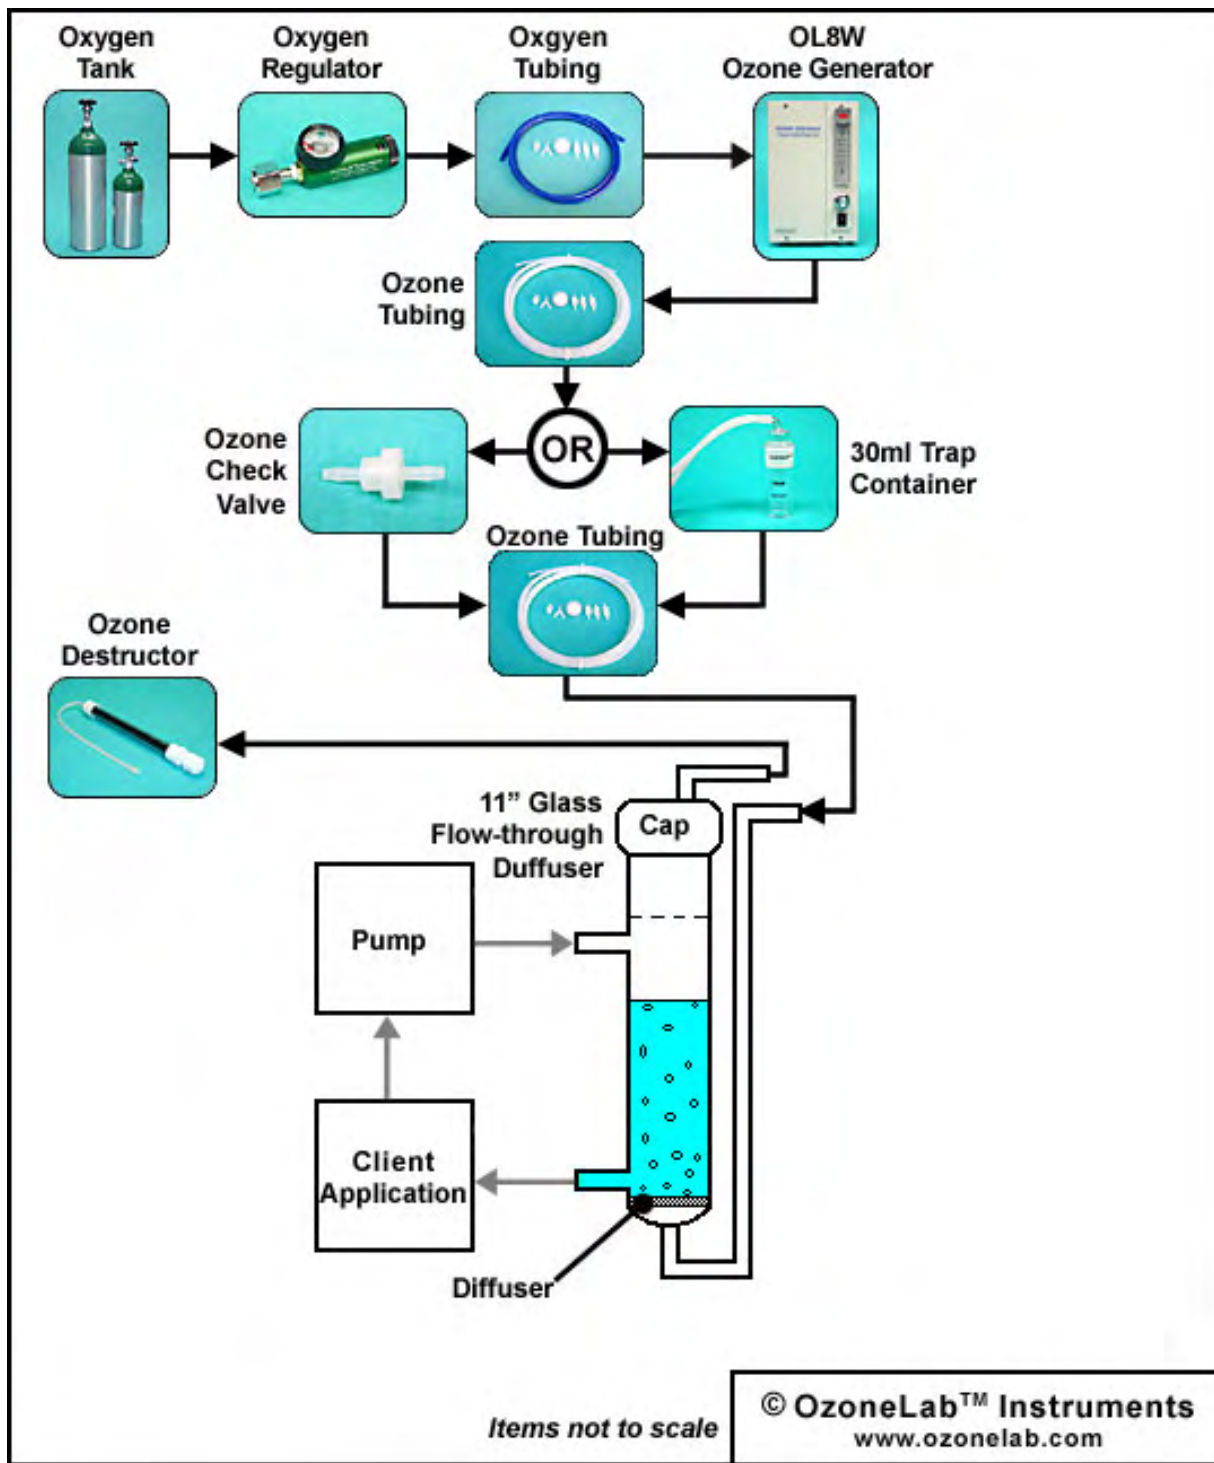 Oxygen
Tank
Oxygen
Regulator
Oxgyen
Tubing
OL8W
Ozone Generator
Ozone
Tubing
OR
Ozone
Check
Valve
30ml Trap
Container
Ozone Tubing
Ozone
Destructor
11” Glass
Flow-through
Duffuser
Cap
Pump
Client
Application
Diffuser
Items not to scale
© OzoneLab™ Instruments
www.ozonelab.com